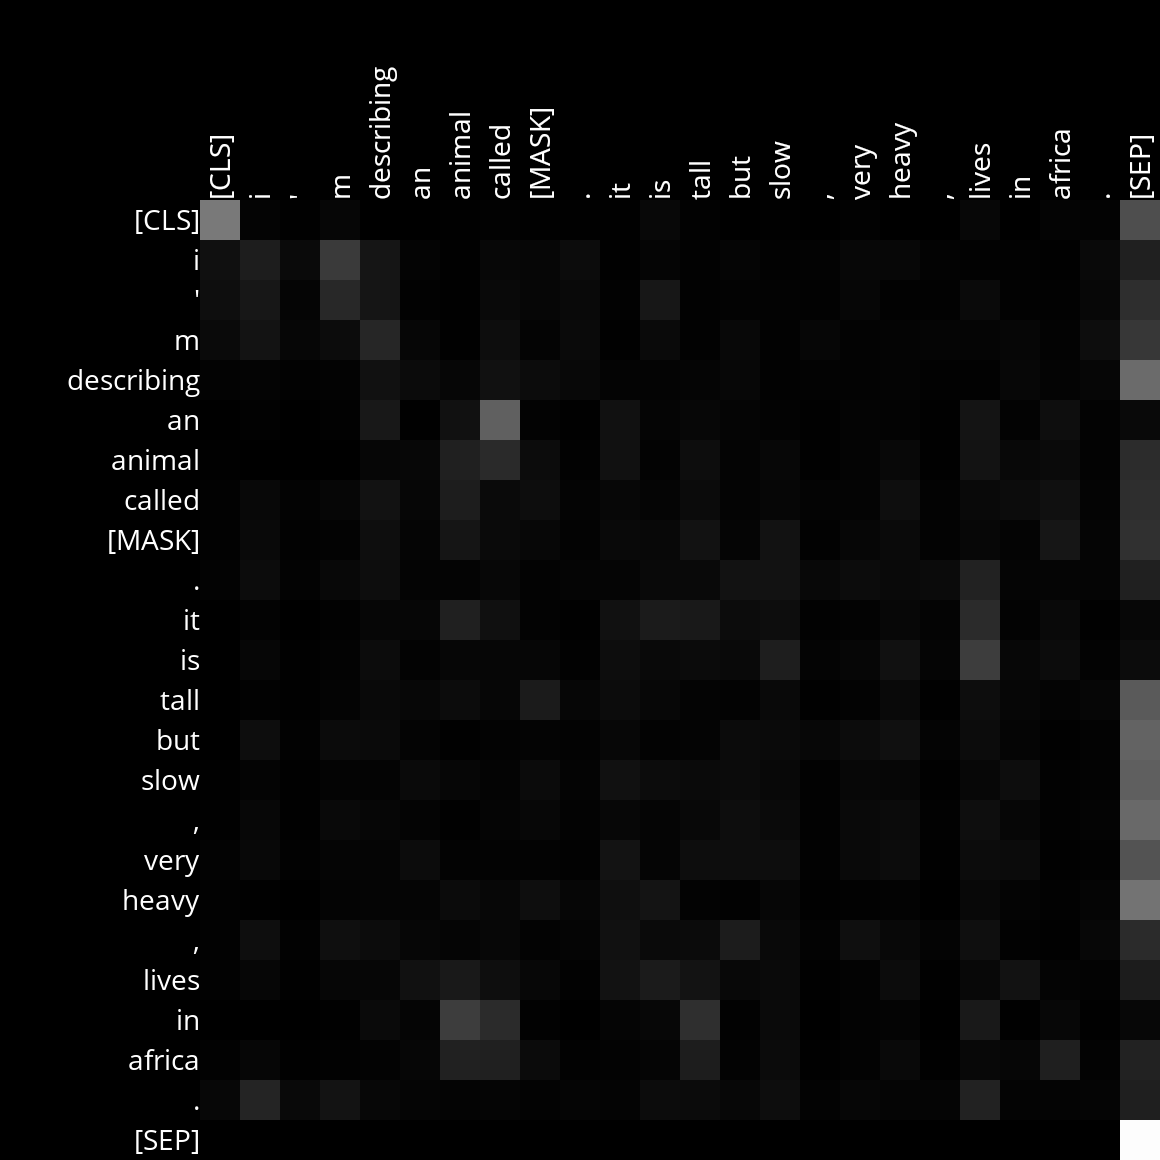 [CLS] i ' m describing an animal called [MASK] . it is tall but slow , very heavy , lives in africa . [SEP]
[CLS]
i
'
m
describing
an
animal
called
[MASK]
.
it
is
tall
but
slow
,
very
heavy
,
lives
in
africa
.
[SEP]